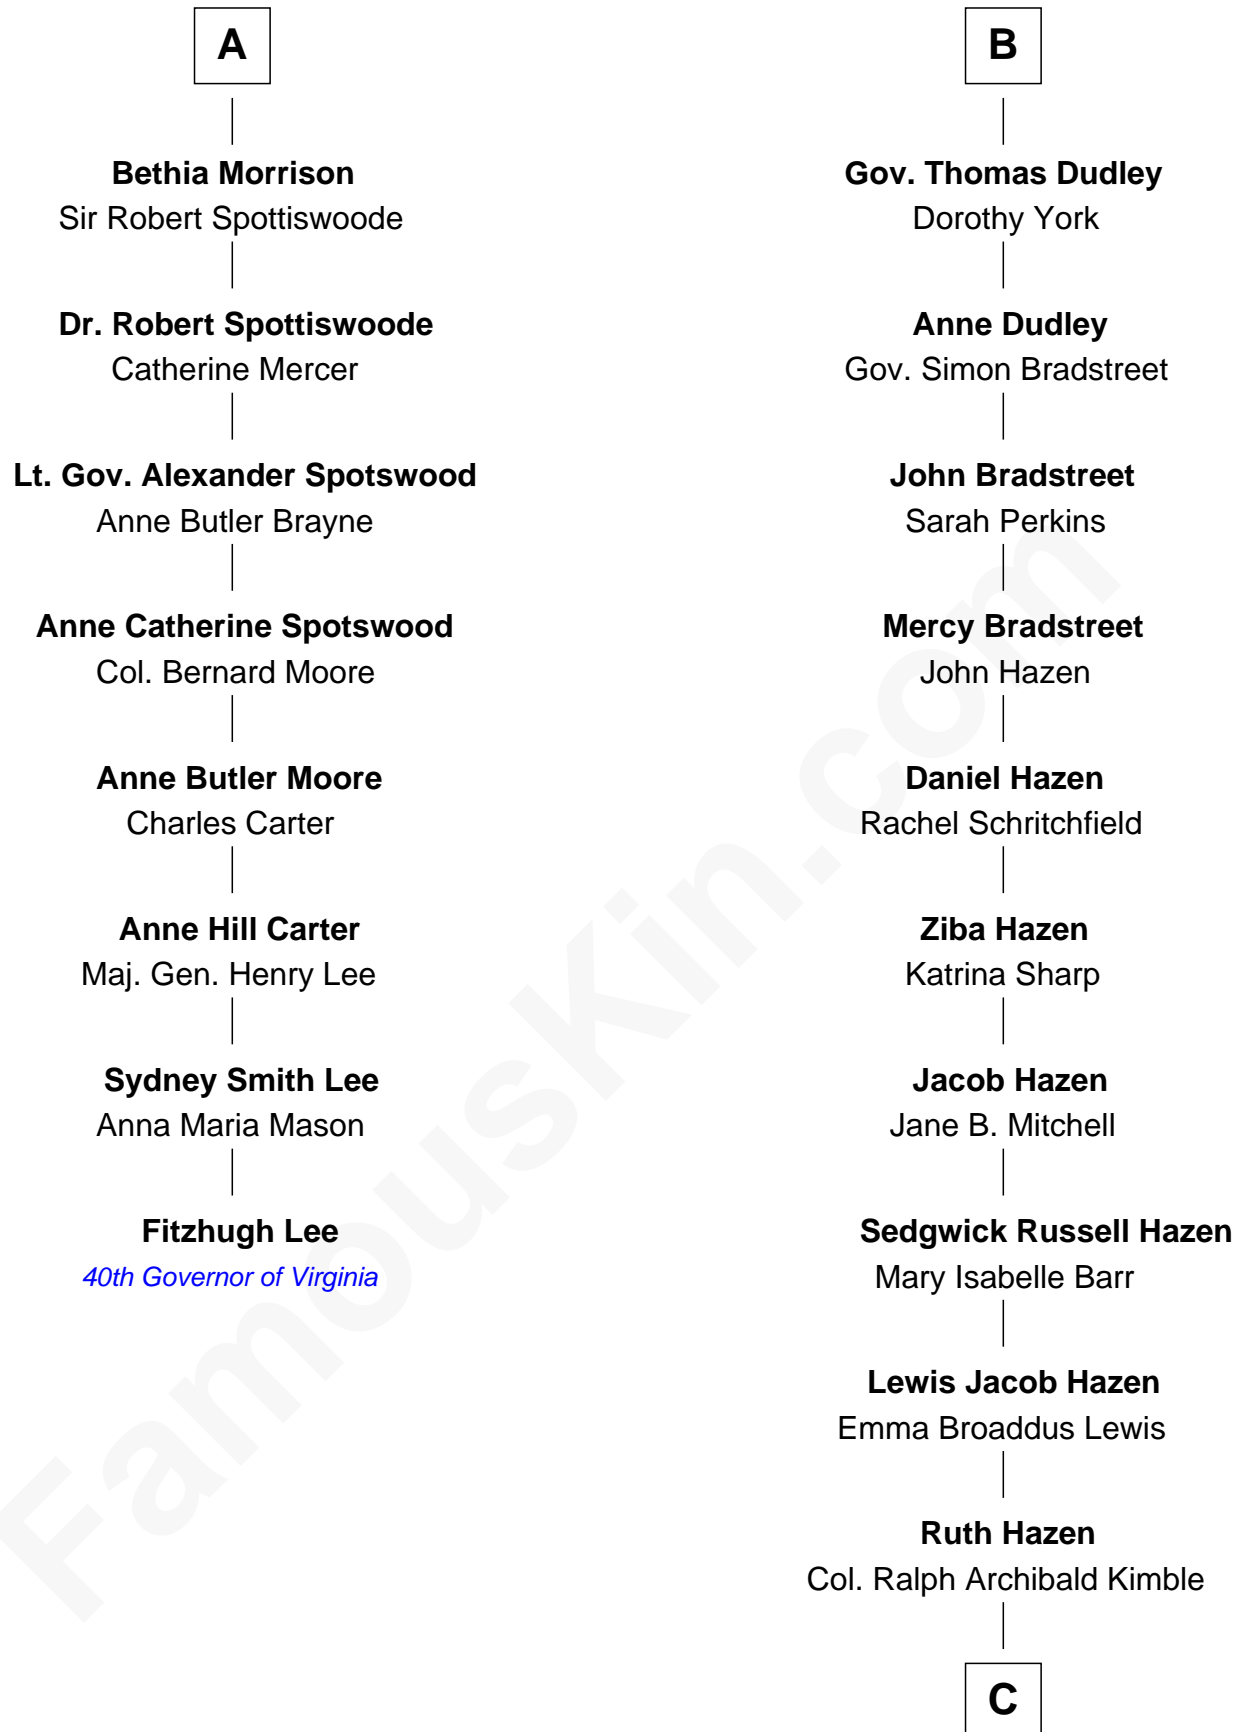 A
Bethia Morrison
Sir Robert Spottiswoode
Dr. Robert Spottiswoode
Catherine Mercer
Lt. Gov. Alexander Spotswood
Anne Butler Brayne
Anne Catherine Spotswood
Col. Bernard Moore
Anne Butler Moore
Charles Carter
Anne Hill Carter
Maj. Gen. Henry Lee
Sydney Smith Lee
Anna Maria Mason
Fitzhugh Lee
40th Governor of Virginia
B
Gov. Thomas Dudley
Dorothy York
Anne Dudley
Gov. Simon Bradstreet
John Bradstreet
Sarah Perkins
Mercy Bradstreet
John Hazen
Daniel Hazen
Rachel Schritchfield
Ziba Hazen
Katrina Sharp
Jacob Hazen
Jane B. Mitchell
Sedgwick Russell Hazen
Mary Isabelle Barr
Lewis Jacob Hazen
Emma Broaddus Lewis
Ruth Hazen
Col. Ralph Archibald Kimble
C
FamousKin.com